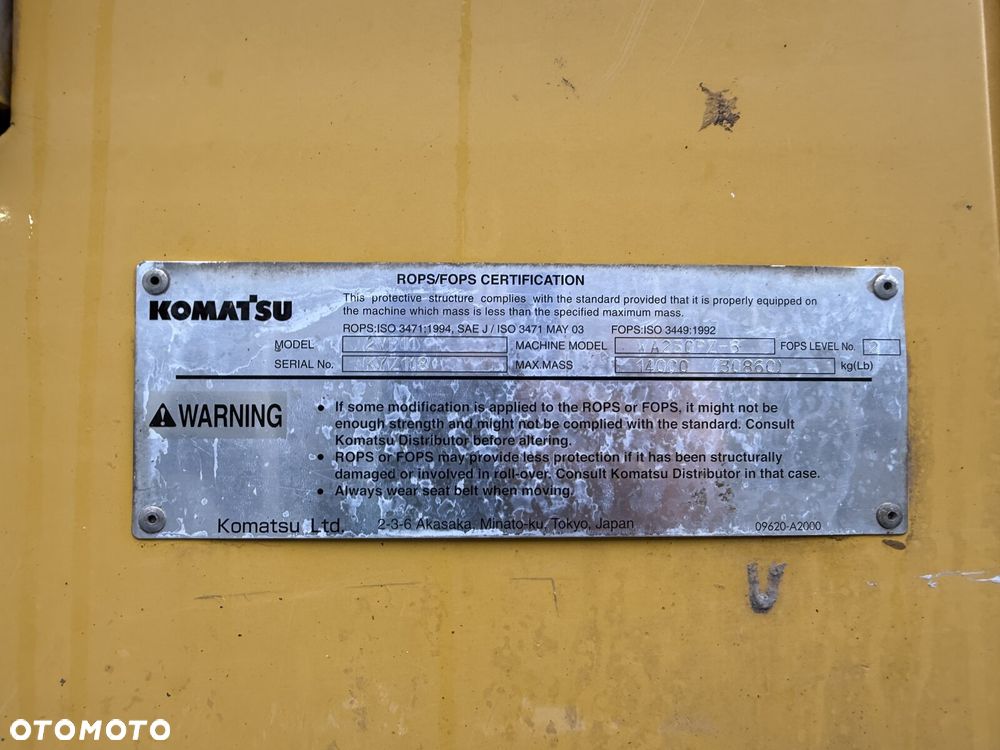 ROPS/FOPS CERTIFICATION
KOMATSU
This protective structure complies with the standard provided that it is properly equipped on
the machine which mass is less than the specified maximum mass.
ROPS:ISO 3471:1994, SAE J / ISO 3471 MAY 03 FOPS:ISO 3449:1992
MODEL MACHINE MODEL WA250PZ-6 FOPS LEVEL No. 2
SERIAL No. MAX.MASS 14000 (30860) kg(Lb)
WARNING
• If some modification is applied to the ROPS or FOPS, it might not be
enough strength and might not be complied with the standard. Consult
Komatsu Distributor before altering.
• ROPS or FOPS may provide less protection if it has been structurally
damaged or involved in roll-over. Consult Komatsu Distributor in that case.
• Always wear seat belt when moving.
Komatsu Ltd. 2-3-6 Akasaka, Minato-ku, Tokyo, Japan 09620-A2000
OTOMOTO